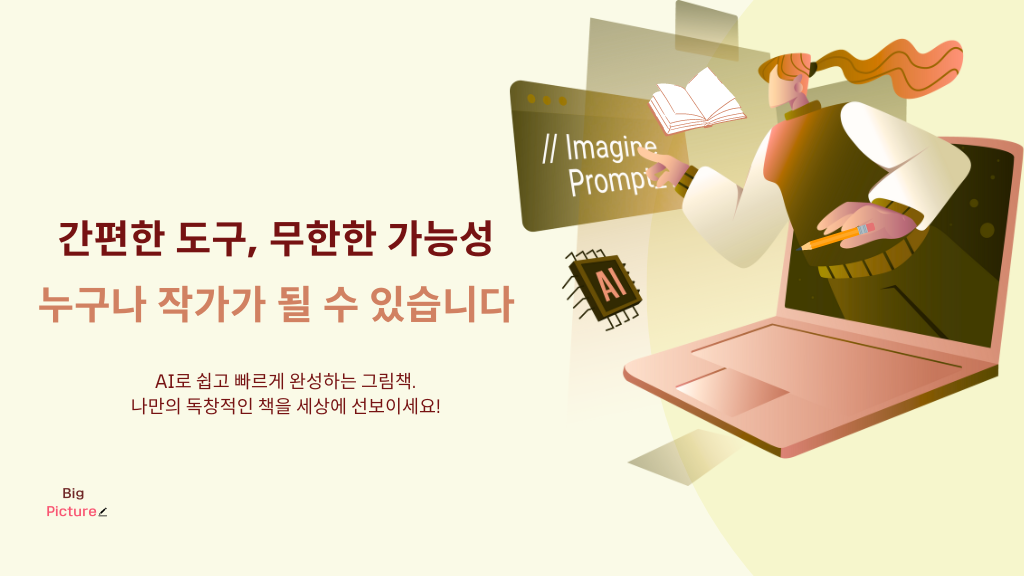 // Imagine
Prompt...
AI
간편한 도구, 무한한 가능성
누구나 작가가 될 수 있습니다
AI로 쉽고 빠르게 완성하는 그림책.
나만의 독창적인 책을 세상에 선보이세요!
Big
Picture